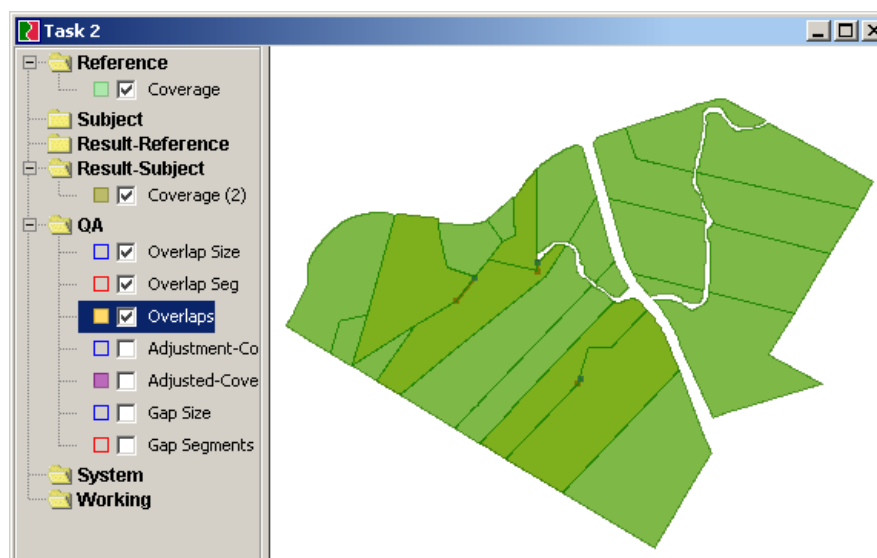 Task 2
Reference
Coverage
Subject
Result-Reference
Result-Subject
Coverage (2)
QA
Overlap Size
Overlap Seg
Overlaps
Adjustment-Co
Adjusted-Cove
Gap Size
Gap Segments
System
Working